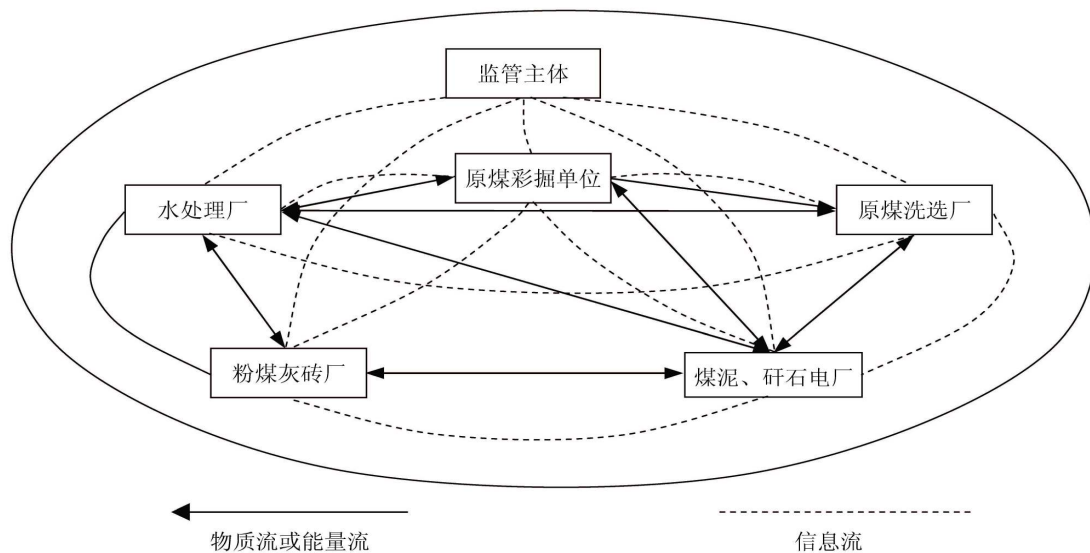 监管主体
原煤彩掘单位
水处理厂
原煤洗选厂
粉煤灰砖厂
煤泥、矸石电厂
物质流或能量流
信息流